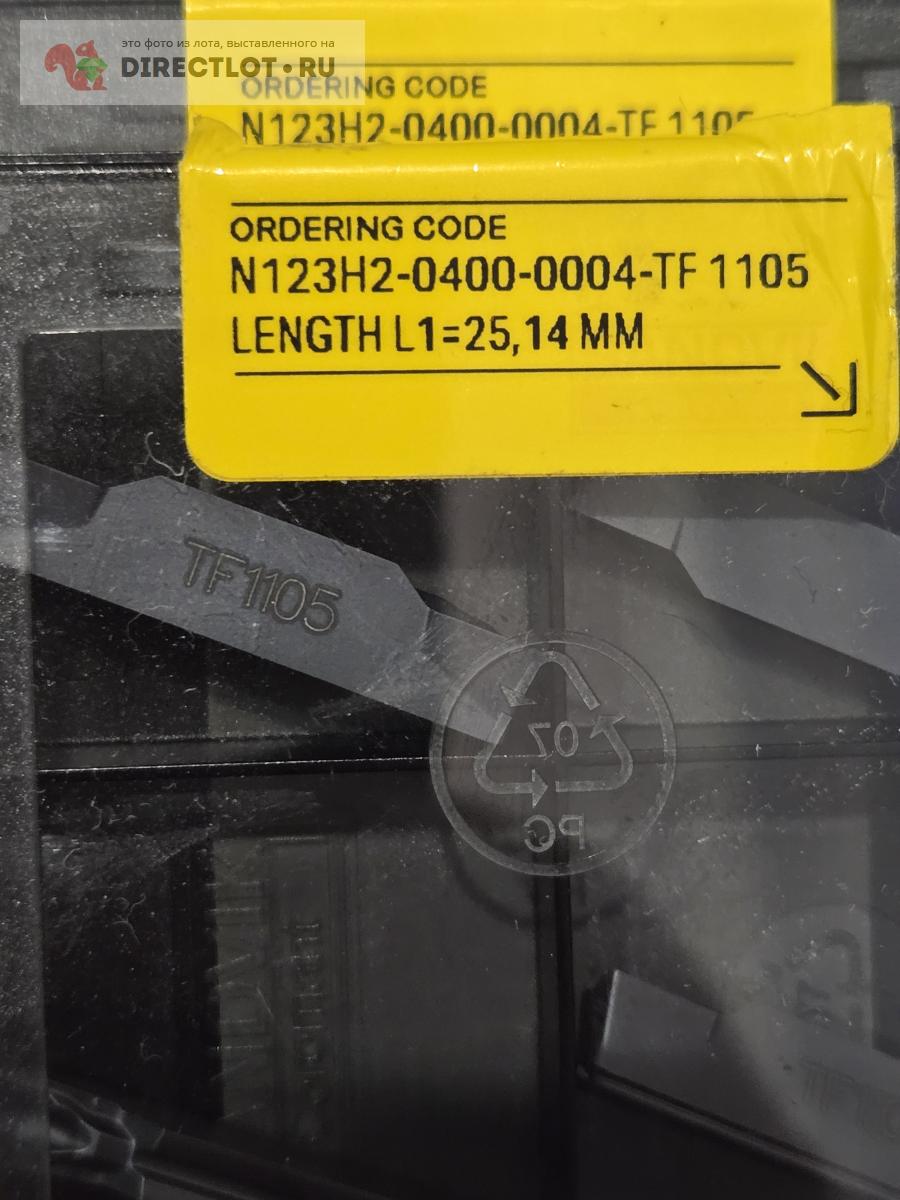 это фото из лота, выставленного на
DIRECTLOT.RU
ORDERING CODE
N123H2-0400-0004-TF 1105
ORDERING CODE
N123H2-0400-0004-TF 1105
LENGTH L1=25,14 MM
TF1105
07
PC